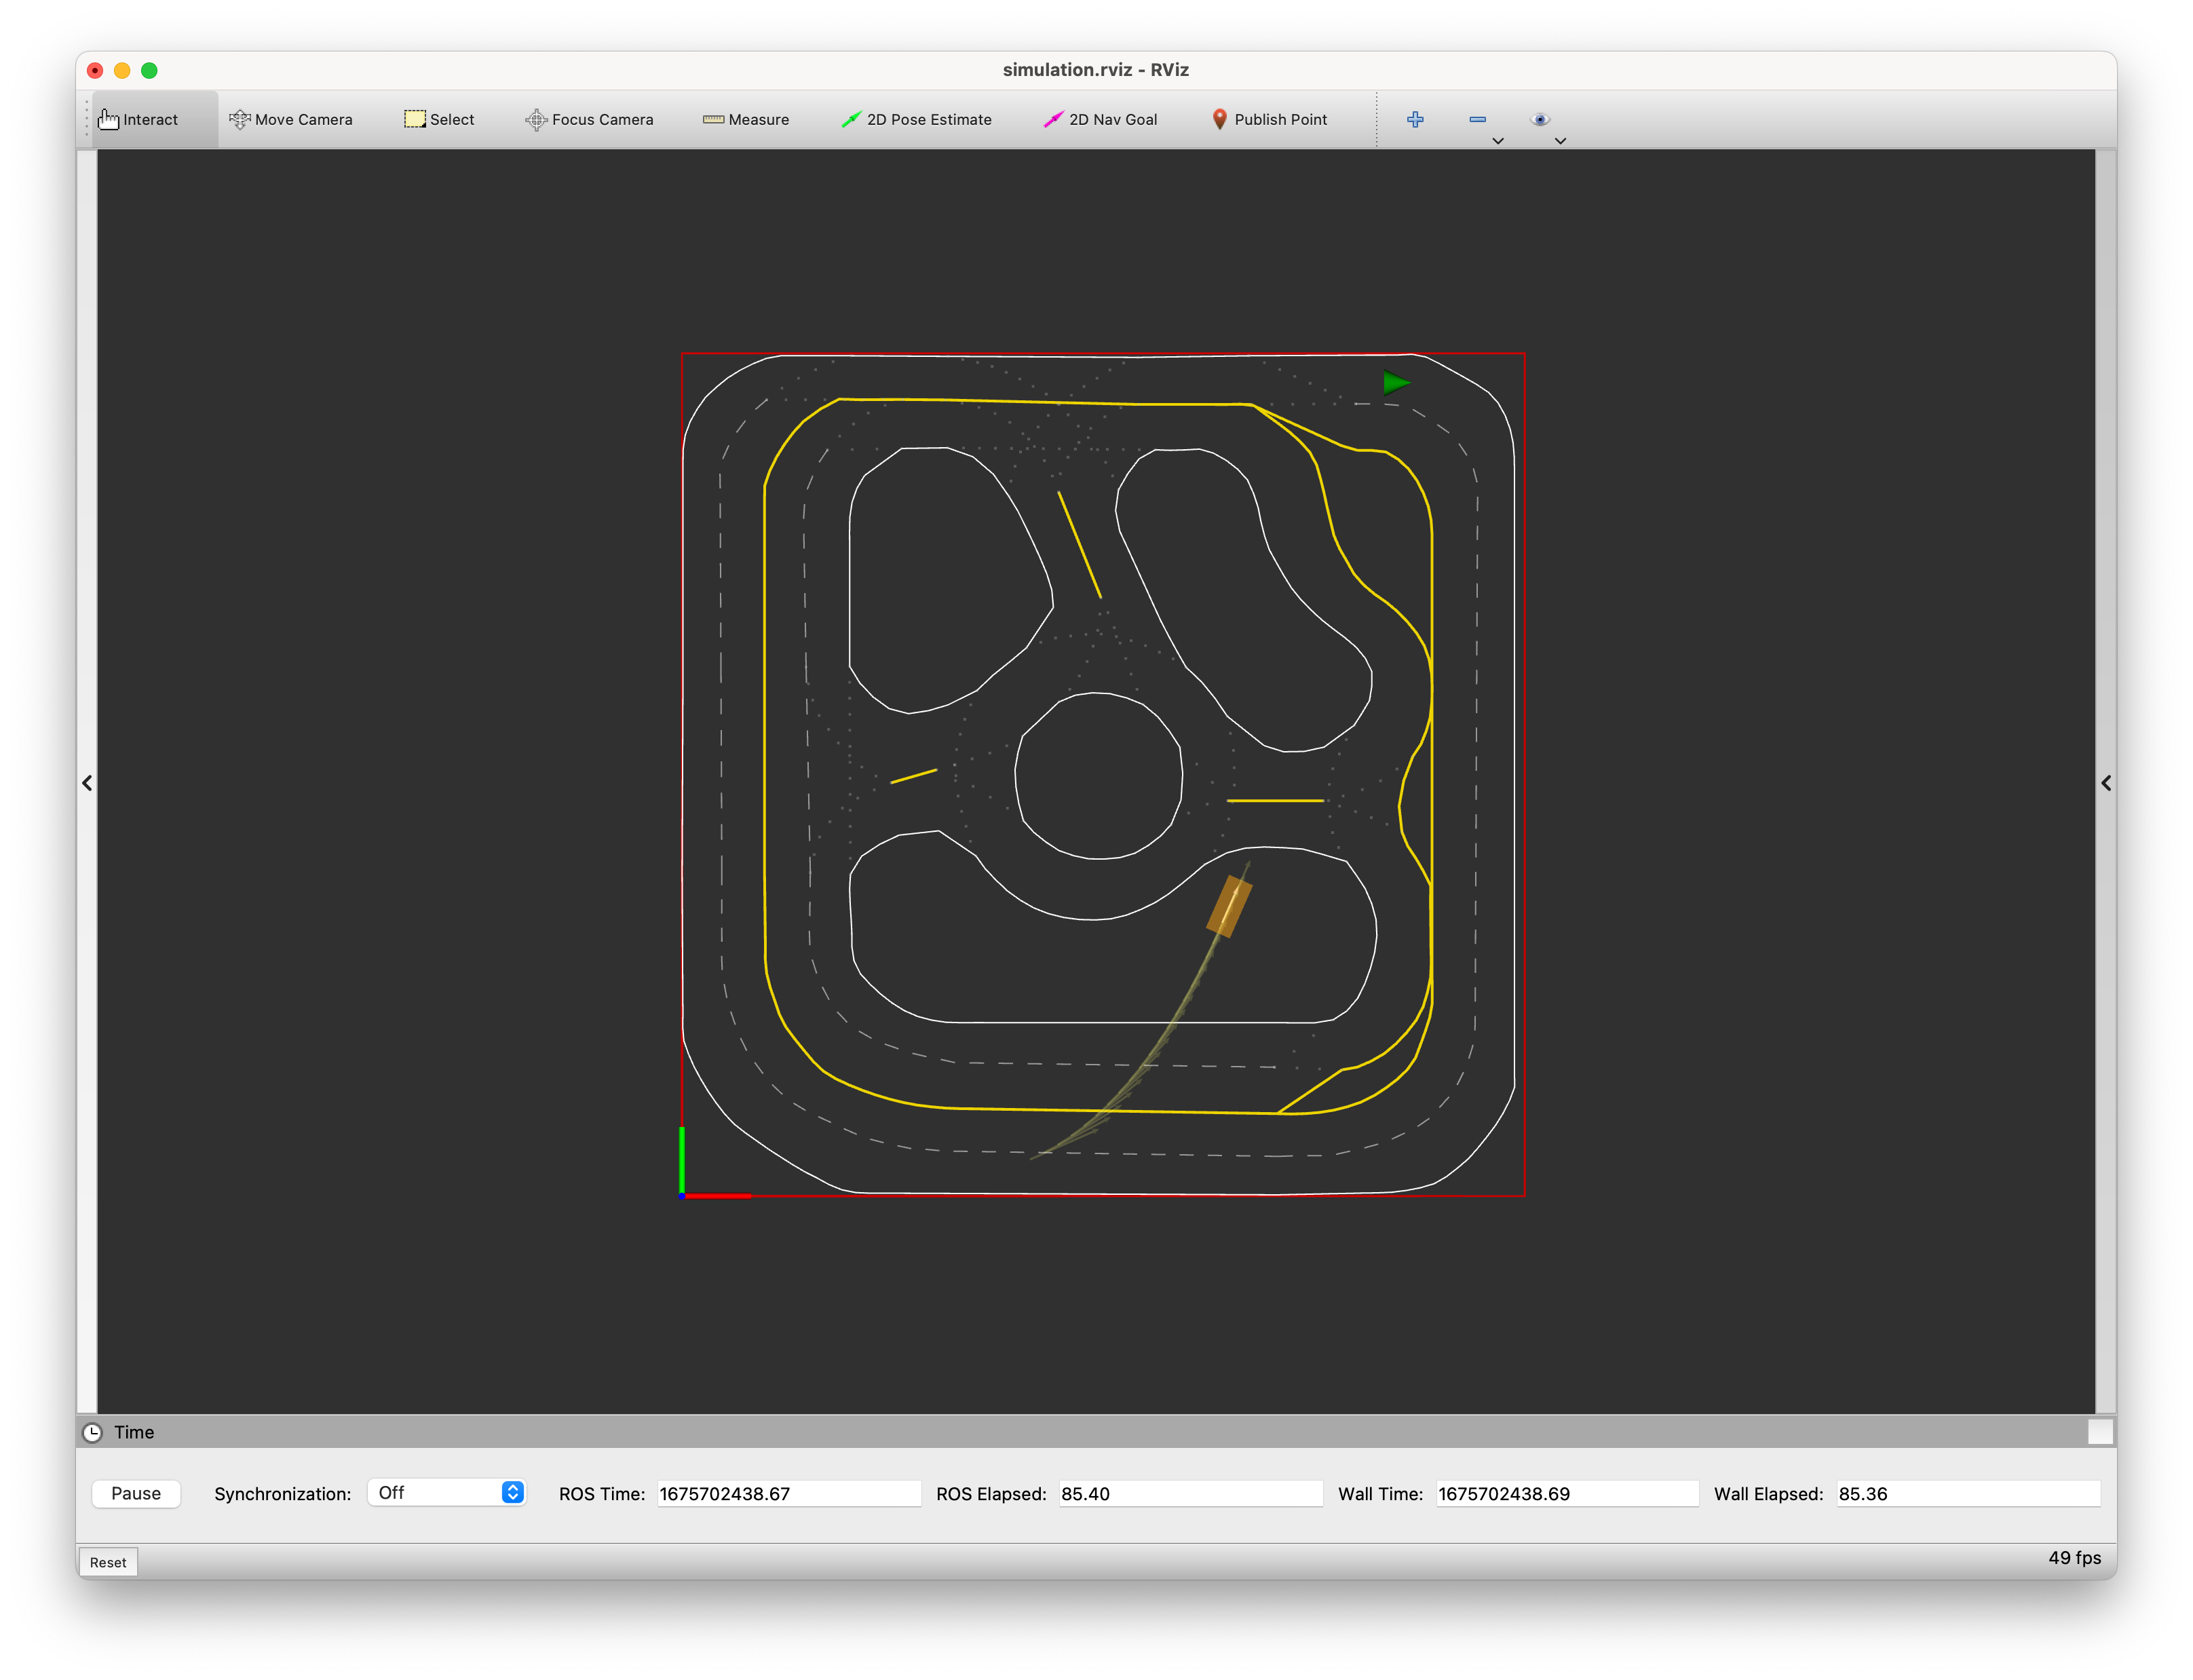 simulation.rviz - RViz
Interact Move Camera Select Focus Camera Measure 2D Pose Estimate 2D Nav Goal Publish Point
Time
Pause Synchronization: Off ROS Time: 1675702438.67 ROS Elapsed: 85.40 Wall Time: 1675702438.69 Wall Elapsed: 85.36
Reset 49 fps